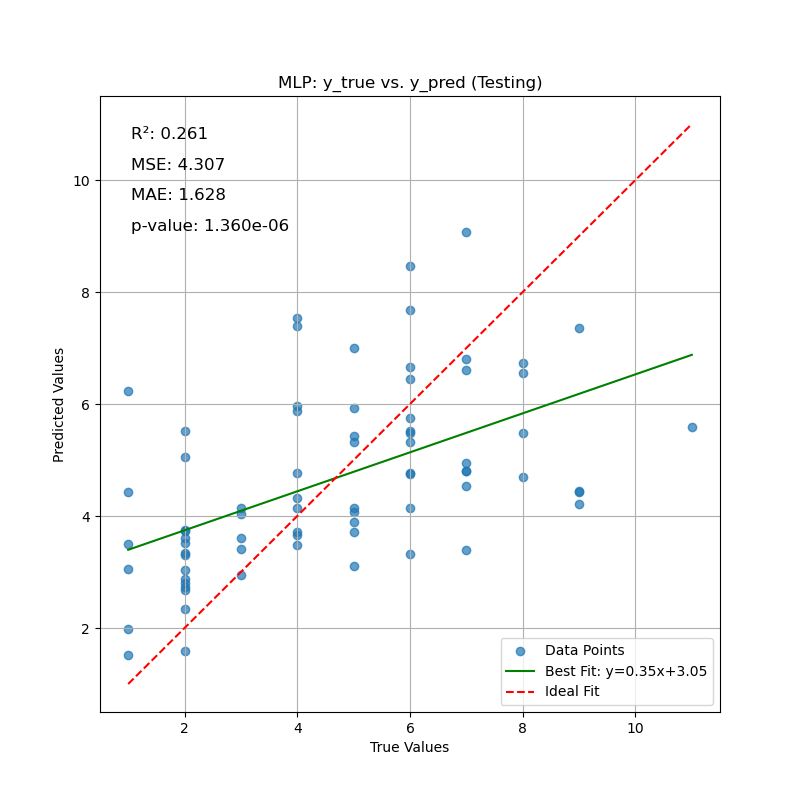 MLP: y_true vs. y_pred (Testing)
R²: 0.261
MSE: 4.307
MAE: 1.628
p-value: 1.360e-06
10
8
6
4
2
Predicted Values
Data Points
Best Fit: y=0.35x+3.05
Ideal Fit
2 4 6 8 10
True Values